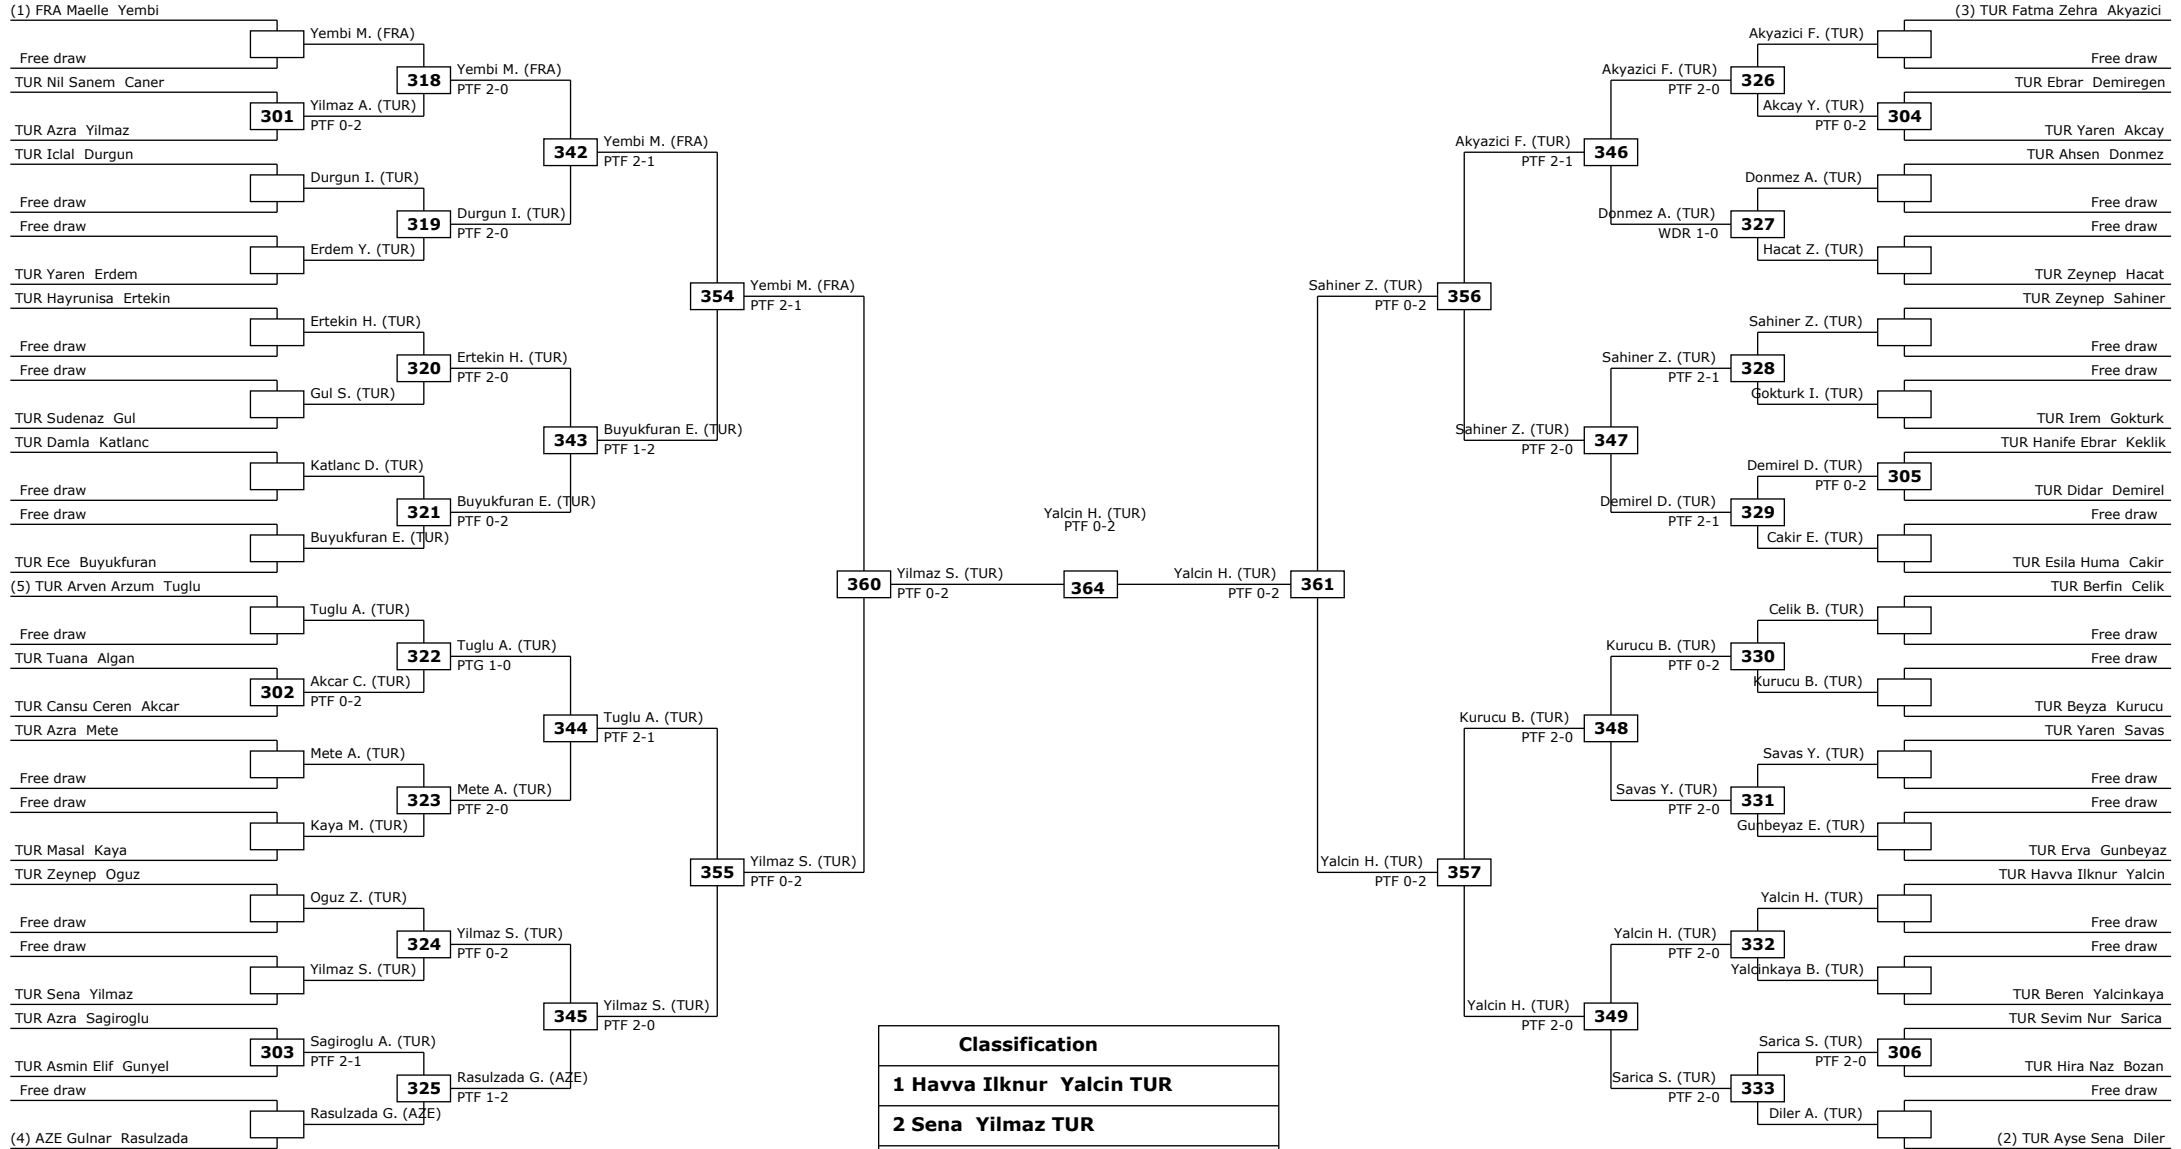 (1) FRA Maelle Yembi
Yembi M. (FRA)
Free draw
318
Yembi M. (FRA)
PTF 2-0
TUR Nil Sanem Caner
301
Yilmaz A. (TUR)
PTF 0-2
TUR Azra Yilmaz
342
Yembi M. (FRA)
PTF 2-1
TUR Iclal Durgun
Durgun I. (TUR)
Free draw
319
Durgun I. (TUR)
PTF 2-0
Free draw
Erdem Y. (TUR)
TUR Yaren Erdem
354
Yembi M. (FRA)
PTF 2-1
TUR Hayrunisa Ertekin
Ertekin H. (TUR)
Free draw
320
Ertekin H. (TUR)
PTF 2-0
Free draw
Gul S. (TUR)
TUR Sudenaz Gul
343
Buyukfuran E. (TUR)
PTF 1-2
TUR Damla Katlanc
Katlanc D. (TUR)
Free draw
321
Buyukfuran E. (TUR)
PTF 0-2
Free draw
Buyukfuran E. (TUR)
TUR Ece Buyukfuran
360
Yilmaz S. (TUR)
PTF 0-2
(5) TUR Arven Arzum Tuglu
Tuglu A. (TUR)
Free draw
322
Tuglu A. (TUR)
PTG 1-0
TUR Tuana Algan
302
Akcar C. (TUR)
PTF 0-2
TUR Cansu Ceren Akcar
344
Tuglu A. (TUR)
PTF 2-1
TUR Azra Mete
Mete A. (TUR)
Free draw
323
Mete A. (TUR)
PTF 2-0
Free draw
Kaya M. (TUR)
TUR Masal Kaya
355
Yilmaz S. (TUR)
PTF 0-2
TUR Zeynep Oguz
Oguz Z. (TUR)
Free draw
324
Yilmaz S. (TUR)
PTF 0-2
Free draw
Yilmaz S. (TUR)
TUR Sena Yilmaz
345
Yilmaz S. (TUR)
PTF 2-0
TUR Azra Sagiroglu
303
Sagiroglu A. (TUR)
PTF 2-1
TUR Asmin Elif Gunyel
325
Rasulzada G. (AZE)
PTF 1-2
Free draw
Rasulzada G. (AZE)
(4) AZE Gulnar Rasulzada
Yalcin H. (TUR)
PTF 0-2
364
Classification
1 Havva Ilknur Yalcin TUR
2 Sena Yilmaz TUR
(3) TUR Fatma Zehra Akyazici
Akyazici F. (TUR)
Free draw
Akyazici F. (TUR)
PTF 2-0
326
TUR Ebrar Demiregen
Akcay Y. (TUR)
PTF 0-2
304
TUR Yaren Akcay
Akyazici F. (TUR)
PTF 2-1
346
TUR Ahsen Donmez
Donmez A. (TUR)
Free draw
Donmez A. (TUR)
WDR 1-0
327
Free draw
Hacat Z. (TUR)
TUR Zeynep Hacat
Sahiner Z. (TUR)
PTF 0-2
356
TUR Zeynep Sahiner
Sahiner Z. (TUR)
Free draw
Sahiner Z. (TUR)
PTF 2-1
328
Free draw
Gokturk I. (TUR)
TUR Irem Gokturk
Sahiner Z. (TUR)
PTF 2-0
347
TUR Hanife Ebrar Keklik
Demirel D. (TUR)
PTF 0-2
305
TUR Didar Demirel
Demirel D. (TUR)
PTF 2-1
329
Free draw
Cakir E. (TUR)
TUR Esila Huma Cakir
Yalcin H. (TUR)
PTF 0-2
361
TUR Berfin Celik
Celik B. (TUR)
Free draw
Kurucu B. (TUR)
PTF 0-2
330
Free draw
Kurucu B. (TUR)
TUR Beyza Kurucu
Kurucu B. (TUR)
PTF 2-0
348
TUR Yaren Savas
Savas Y. (TUR)
Free draw
Savas Y. (TUR)
PTF 2-0
331
Free draw
Gunbeyaz E. (TUR)
TUR Erva Gunbeyaz
Yalcin H. (TUR)
PTF 0-2
357
TUR Havva Ilknur Yalcin
Yalcin H. (TUR)
Free draw
Yalcin H. (TUR)
PTF 2-0
332
Free draw
Yalcinkaya B. (TUR)
TUR Beren Yalcinkaya
Yalcin H. (TUR)
PTF 2-0
349
TUR Sevim Nur Sarica
Sarica S. (TUR)
PTF 2-0
306
TUR Hira Naz Bozan
Sarica S. (TUR)
PTF 2-0
333
Free draw
Diler A. (TUR)
(2) TUR Ayse Sena Diler